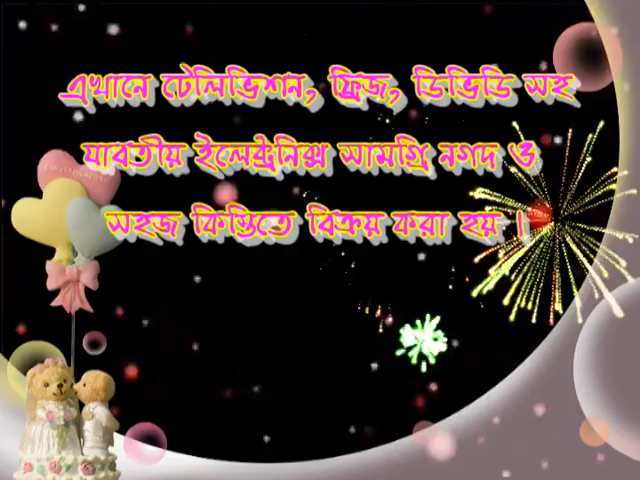 এখানে টেলিভিশন, ফ্রিজ, ডিভিডি সহ
যাবতীয় ইলেক্ট্রনিক্স সামগ্রি নগদ ও
সহজ কিস্তিতে বিক্রয় করা হয় ।